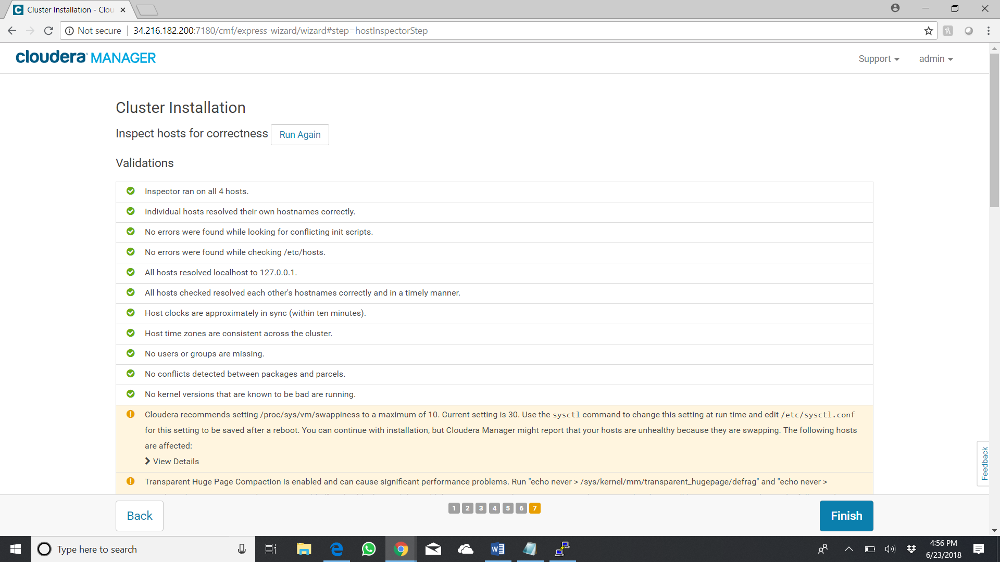 Cluster Installation - Clou
Not secure
34.216.182.200:7180/cmf/express-wizard/wizard#step=hostInspectorStep
cloudera MANAGER
Support
admin
Cluster Installation
Inspect hosts for correctness
Run Again
Validations
Inspector ran on all 4 hosts.
Individual hosts resolved their own hostnames correctly.
No errors were found while looking for conflicting init scripts.
No errors were found while checking /etc/hosts.
All hosts resolved localhost to 127.0.0.1.
All hosts checked resolved each other's hostnames correctly and in a timely manner.
Host clocks are approximately in sync (within ten minutes).
Host time zones are consistent across the cluster.
No users or groups are missing.
No conflicts detected between packages and parcels.
No kernel versions that are known to be bad are running.
Cloudera recommends setting /proc/sys/vm/swappiness to a maximum of 10. Current setting is 30. Use the sysctl command to change this setting at run time and edit /etc/sysctl.conf
for this setting to be saved after a reboot. You can continue with installation, but Cloudera Manager might report that your hosts are unhealthy because they are swapping. The following hosts
are affected:
View Details
Feedback
Transparent Huge Page Compaction is enabled and can cause significant performance problems. Run "echo never > /sys/kernel/mm/transparent_hugepage/defrag" and "echo never >
Back
1 2 3 4 5 6 7
Finish
Type here to search
4:56 PM
6/23/2018